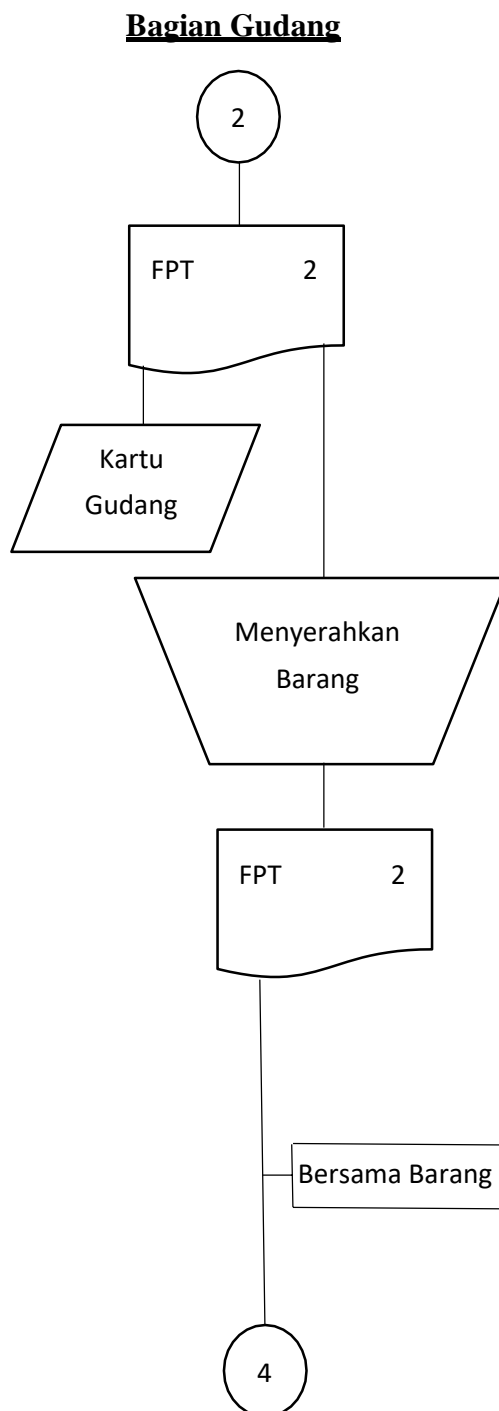 Bagian Gudang
2
FPT 2
Kartu
Gudang
Menyerahkan
Barang
FPT 2
Bersama Barang
4